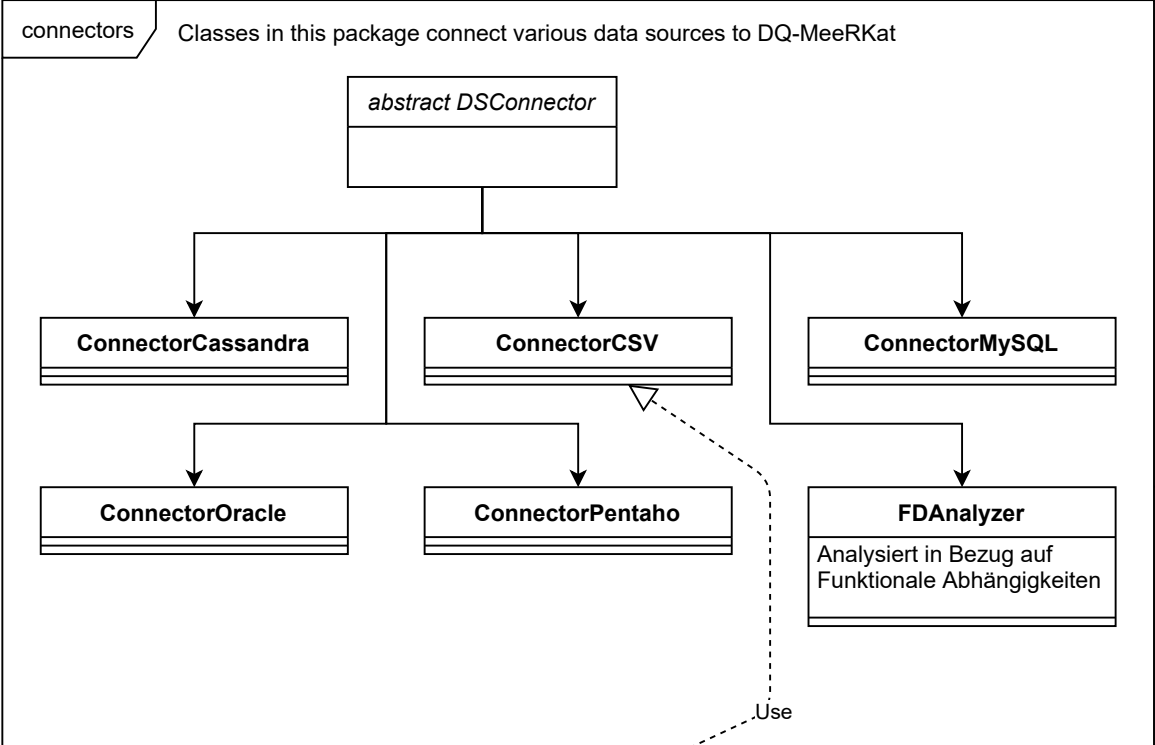 connectors
Classes in this package connect various data sources to DQ-MeeRKat
abstract DSConnector
ConnectorCassandra
ConnectorCSV
ConnectorMySQL
ConnectorOracle
ConnectorPentaho
FDAnalyzer
Analysiert in Bezug auf
Funktionale Abhängigkeiten
Use